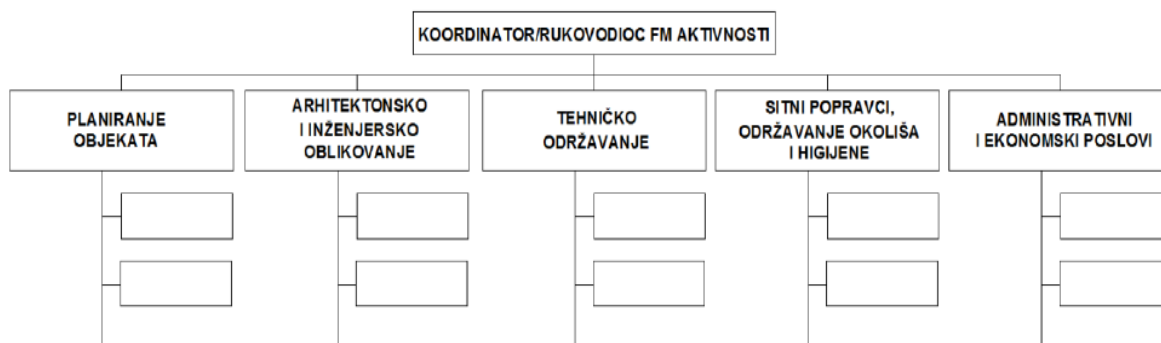 KOORDINATOR/RUKOVODIOC FM AKTIVNOSTI
PLANIRANJE
OBJEKATA
ARHITEKTONSKO
I INŽENJERSKO
OBLIKOVANJE
TEHNIČKO
ODRŽAVANJE
SITNI POPRAVCI,
ODRŽAVANJE OKOLIŠA
I HIGIJENE
ADMINISTRATIVNI
I EKONOMSKI POSLOVI